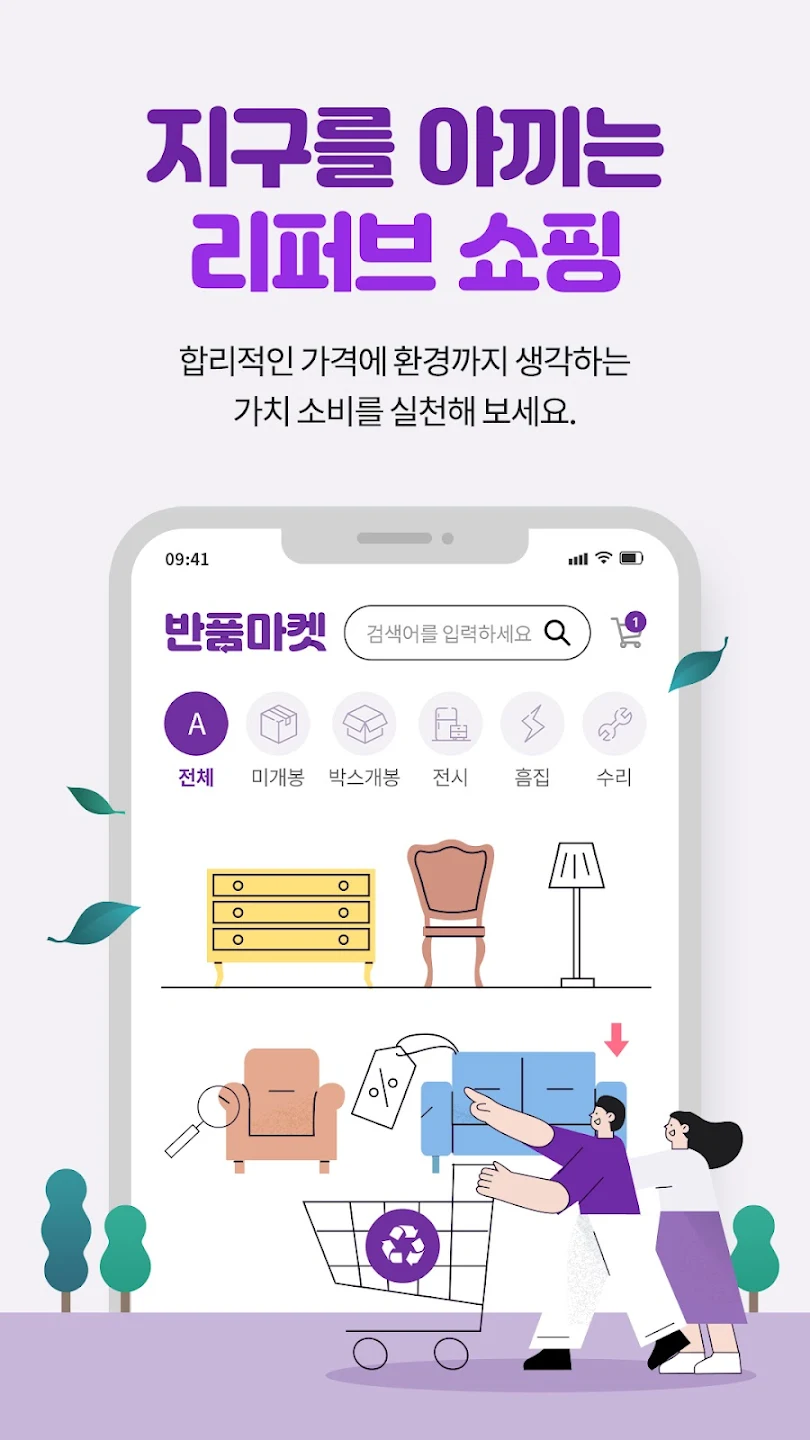 지구를 아끼는
리퍼브 쇼핑
합리적인 가격에 환경까지 생각하는
가치 소비를 실천해 보세요.
09:41
반품마켓 검색어를 입력하세요 1
A
전체 미개봉 박스개봉 전시 흠집 수리
%